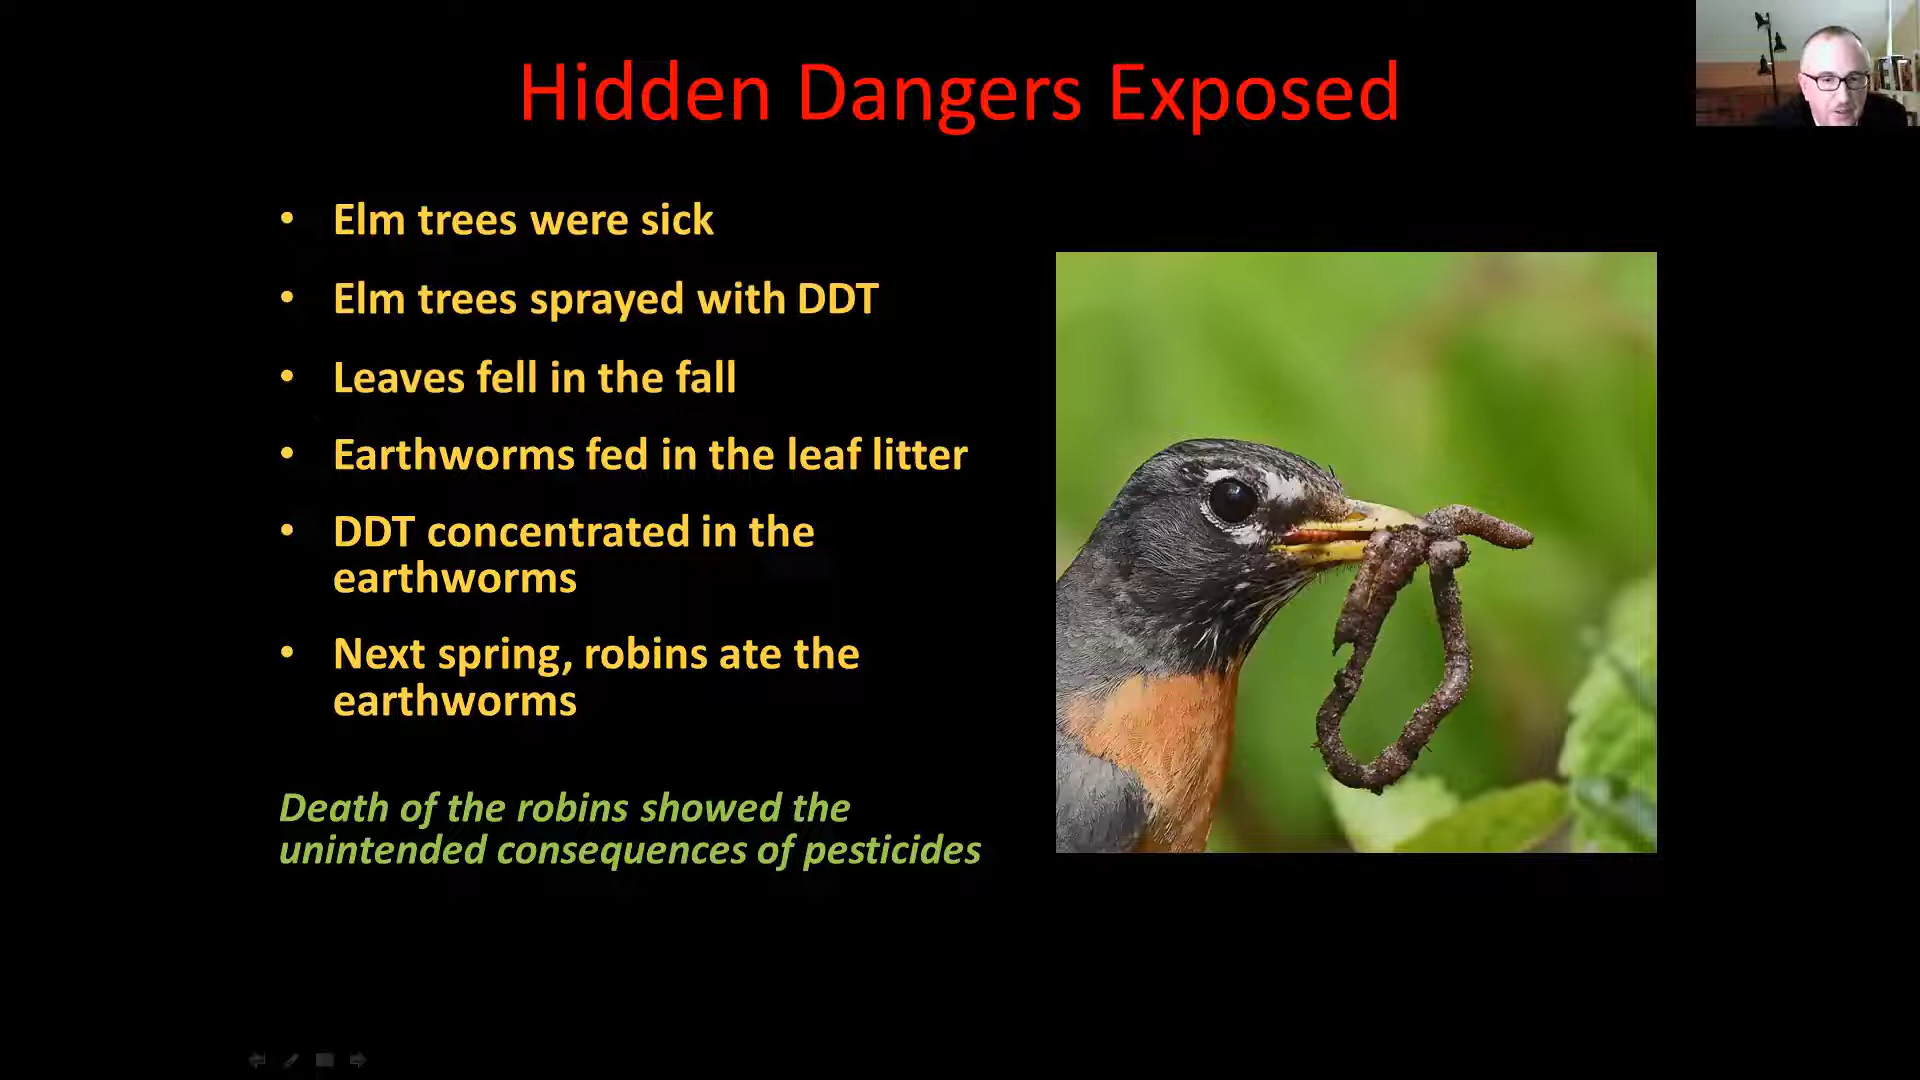 Hidden Dangers Exposed
• Elm trees were sick
• Elm trees sprayed with DDT
• Leaves fell in the fall
• Earthworms fed in the leaf litter
• DDT concentrated in the
earthworms
• Next spring, robins ate the
earthworms
Death of the robins showed the
unintended consequences of pesticides